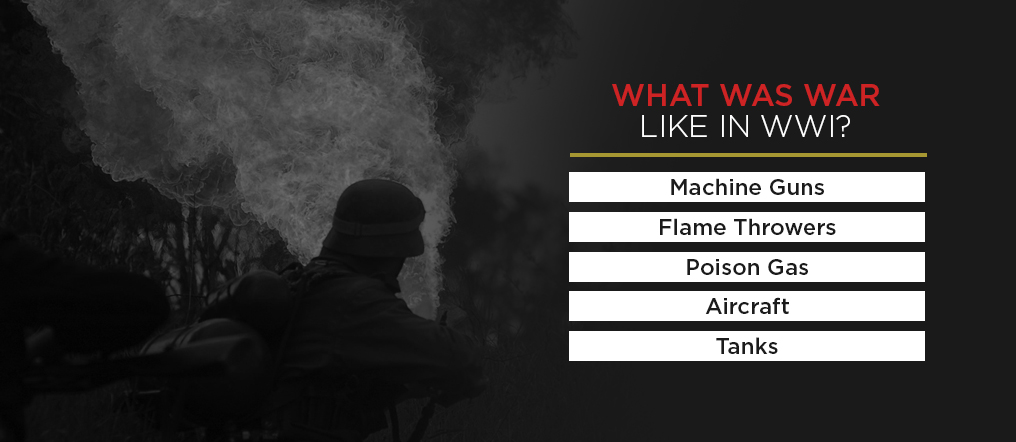 WHAT WAS WAR
LIKE IN WWI?
Machine Guns
Flame Throwers
Poison Gas
Aircraft
Tanks